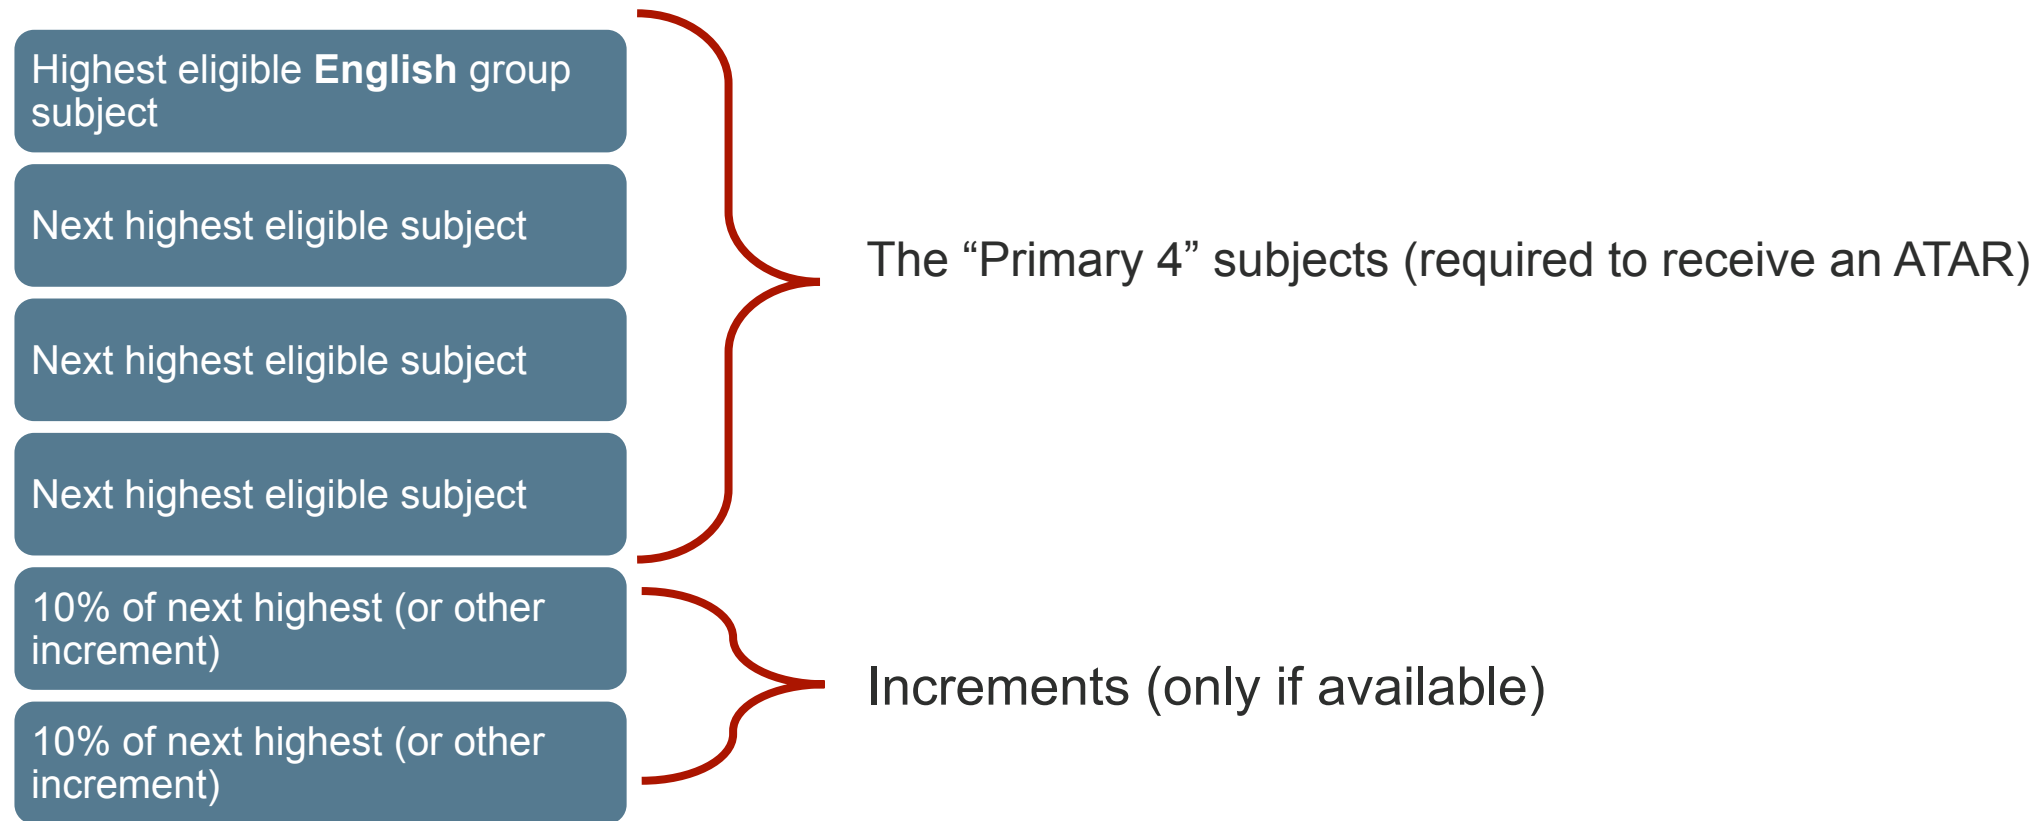 Highest eligible English group
subject
Next highest eligible subject
The “Primary 4” subjects (required to receive an ATAR)
Next highest eligible subject
Next highest eligible subject
10% of next highest (or other
increment)
Increments (only if available)
10% of next highest (or other
increment)